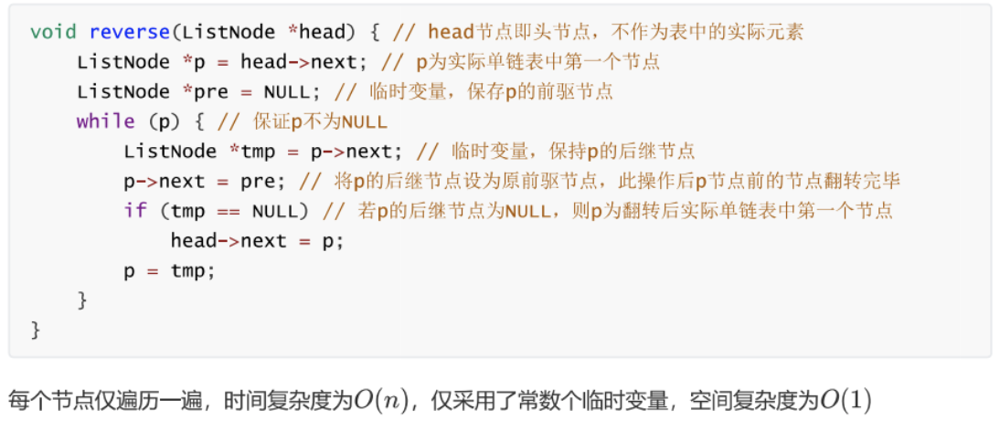 void reverse(ListNode *head) { // head节点即头节点，不作为表中的实际元素
    ListNode *p = head->next; // p为实际单链表中第一个节点
    ListNode *pre = NULL; // 临时变量，保存p的前驱节点
    while (p) { // 保证p不为NULL
        ListNode *tmp = p->next; // 临时变量，保持p的后继节点
        p->next = pre; // 将p的后继节点设为原前驱节点，此操作后p节点前的节点翻转完毕
        if (tmp == NULL) // 若p的后继节点为NULL，则p为翻转后实际单链表中第一个节点
            head->next = p;
        p = tmp;
    }
}
每个节点仅遍历一遍，时间复杂度为O(n)，仅采用了常数个临时变量，空间复杂度为O(1)